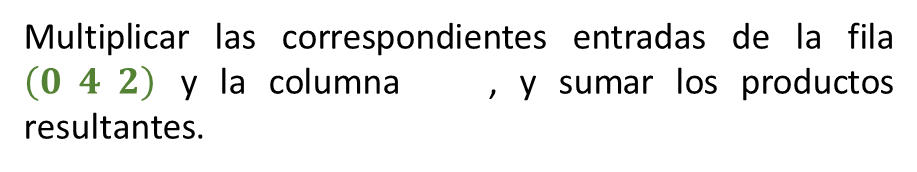 Multiplicar las correspondientes entradas de la fila
(0 4 2) y la columna , y sumar los productos
resultantes.